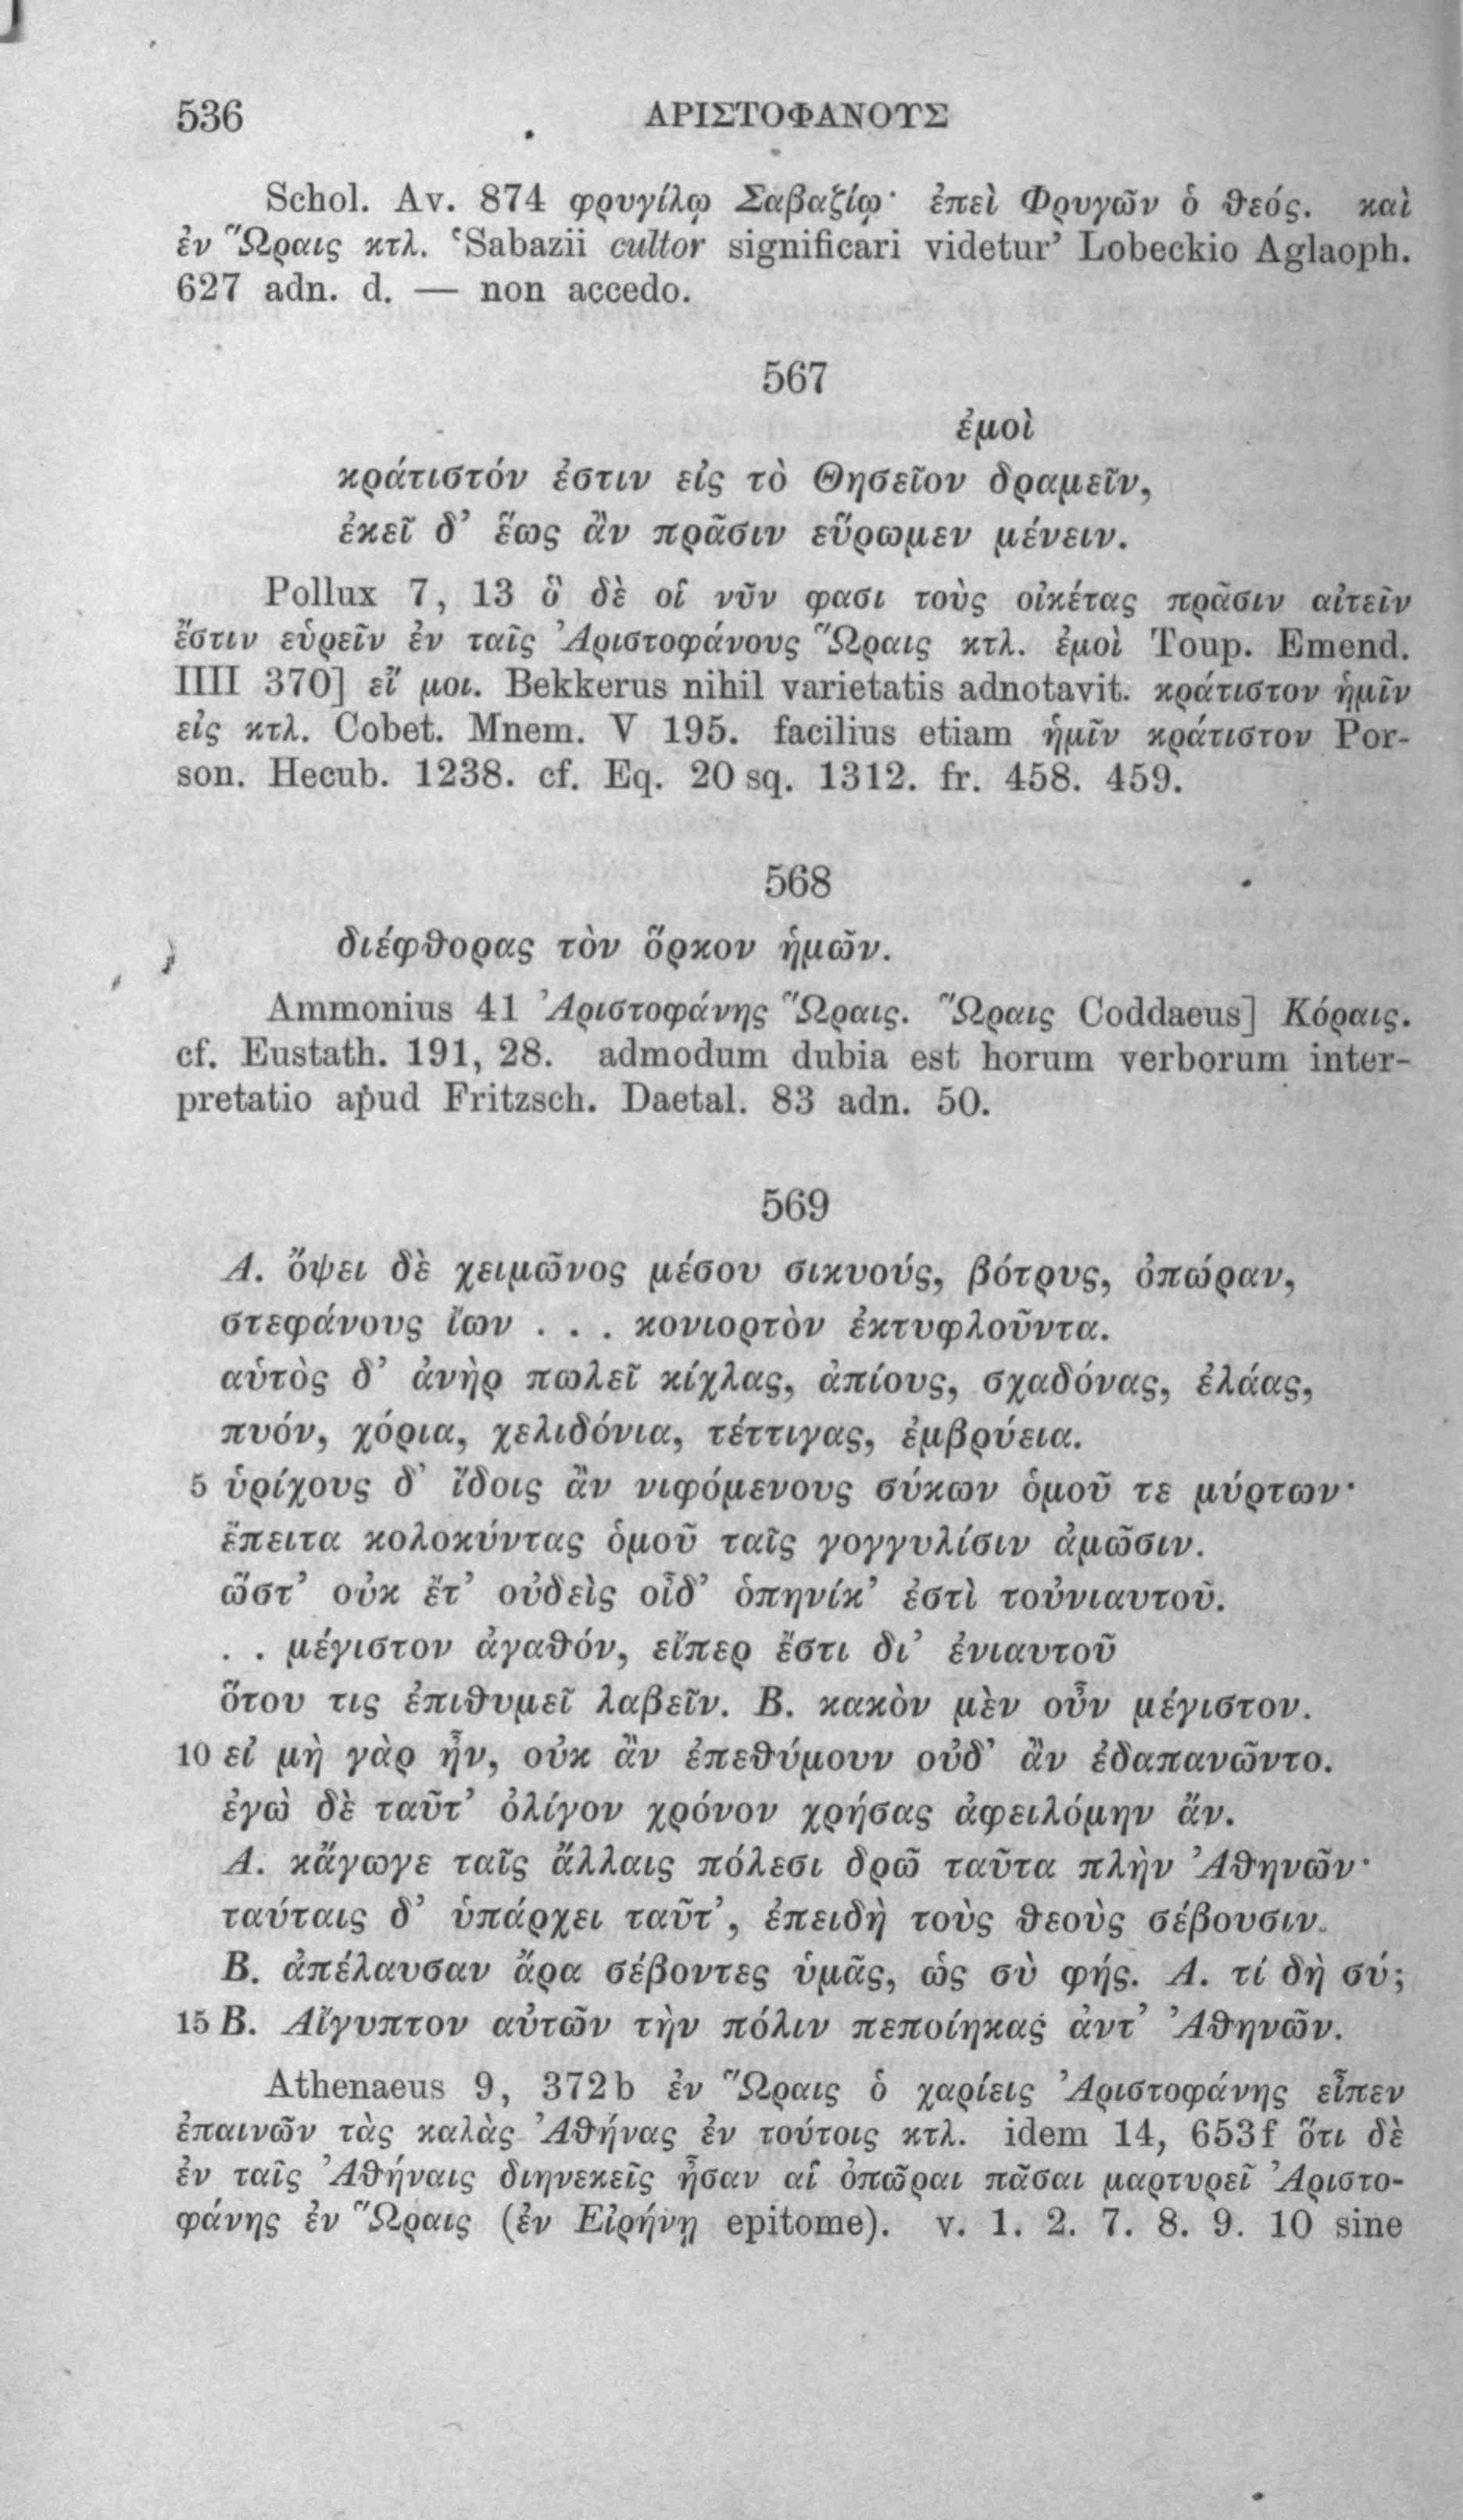 536 ΑΡΙΣΤΟΦΑΝΟΥΣ
Schol. Av. 874 φρυγίλῳ Σαβαζίῳ· ἐπεὶ Φρυγῶν ὁ θεός. καὶ
ἐν Ὥραις κτλ. ‘Sabazii cultor significari videtur’ Lobeckio Aglaoph.
627 adn. d. — non accedo.
567
ἐμοὶ
κράτιστόν ἐστιν εἰς τὸ Θησεῖον δραμεῖν,
ἐκεῖ δ’ ἕως ἂν πρᾶσιν εὕρωμεν μένειν.
Pollux 7, 13 ὃ δὲ οἱ νῦν φασι τοὺς οἰκέτας πρᾶσιν αἰτεῖν
ἔστιν εὑρεῖν ἐν ταῖς Ἀριστοφάνους Ὥραις κτλ. ἐμοὶ Toup. Emend.
IIII 370] εἴ μοι. Bekkerus nihil varietatis adnotavit. κράτιστον ἡμῖν
εἰς κτλ. Cobet. Mnem. V 195. facilius etiam ἡμῖν κράτιστον Por-
son. Hecub. 1238. cf. Eq. 20 sq. 1312. fr. 458. 459.
568
διέφθορας τὸν ὅρκον ἡμῶν.
Ammonius 41 Ἀριστοφάνης Ὥραις. Ὥραις Coddaeus] Κόραις.
cf. Eustath. 191, 28. admodum dubia est horum verborum inter-
pretatio apud Fritzsch. Daetal. 83 adn. 50.
569
Α. ὄψει δὲ χειμῶνος μέσου σικυούς, βότρυς, ὀπώραν,
στεφάνους ἴων . . . κονιορτὸν ἐκτυφλοῦντα.
αὑτὸς δ’ ἁνὴρ πωλεῖ κίχλας, ἀπίους, σχαδόνας, ἐλάας,
πυόν, χόρια, χελιδόνια, τέττιγας, ἐμβρύεια.
5 ὑρίχους δ’ ἴδοις ἂν νιφόμενους σύκων ὁμοῦ τε μύρτων·
ἔπειτα κολοκύντας ὁμοῦ ταῖς γογγυλίσιν ἀμῶσιν.
ὥστ’ οὐκ ἔτ’ οὐδεὶς οἶδ’ ὁπηνίκ’ ἐστὶ τοὐνιαυτοῦ.
. . μέγιστον ἀγαθόν, εἴπερ ἔστι δι’ ἐνιαυτοῦ
ὅτου τις ἐπιθυμεῖ λαβεῖν. Β. κακὸν μὲν οὖν μέγιστον.
10 εἰ μὴ γὰρ ἦν, οὐκ ἂν ἐπεθύμουν οὐδ’ ἂν ἐδαπανῶντο.
ἐγὼ δὲ ταῦτ’ ὀλίγον χρόνον χρήσας ἀφειλόμην ἄν.
Α. κἄγωγε ταῖς ἄλλαις πόλεσι δρῶ ταῦτα πλὴν Ἀθηνῶν·
ταύταις δ’ ὑπάρχει ταῦτ’, ἐπειδὴ τοὺς θεοὺς σέβουσιν.
Β. ἀπέλαυσαν ἄρα σέβοντες ὑμᾶς, ὡς σὺ φής. Α. τί δὴ σύ;
15 Β. Αἴγυπτον αὐτῶν τὴν πόλιν πεποίηκας ἀντ’ Ἀθηνῶν.
Athenaeus 9, 372b ἐν Ὥραις ὁ χαρίεις Ἀριστοφάνης εἶπεν
ἐπαινῶν τὰς καλὰς Ἀθήνας ἐν τούτοις κτλ. idem 14, 653f ὅτι δὲ
ἐν ταῖς Ἀθήναις διηνεκεῖς ἦσαν αἱ ὀπῶραι πᾶσαι μαρτυρεῖ Ἀριστο-
φάνης ἐν Ὥραις (ἐν Εἰρήνῃ epitome). v. 1. 2. 7. 8. 9. 10 sine